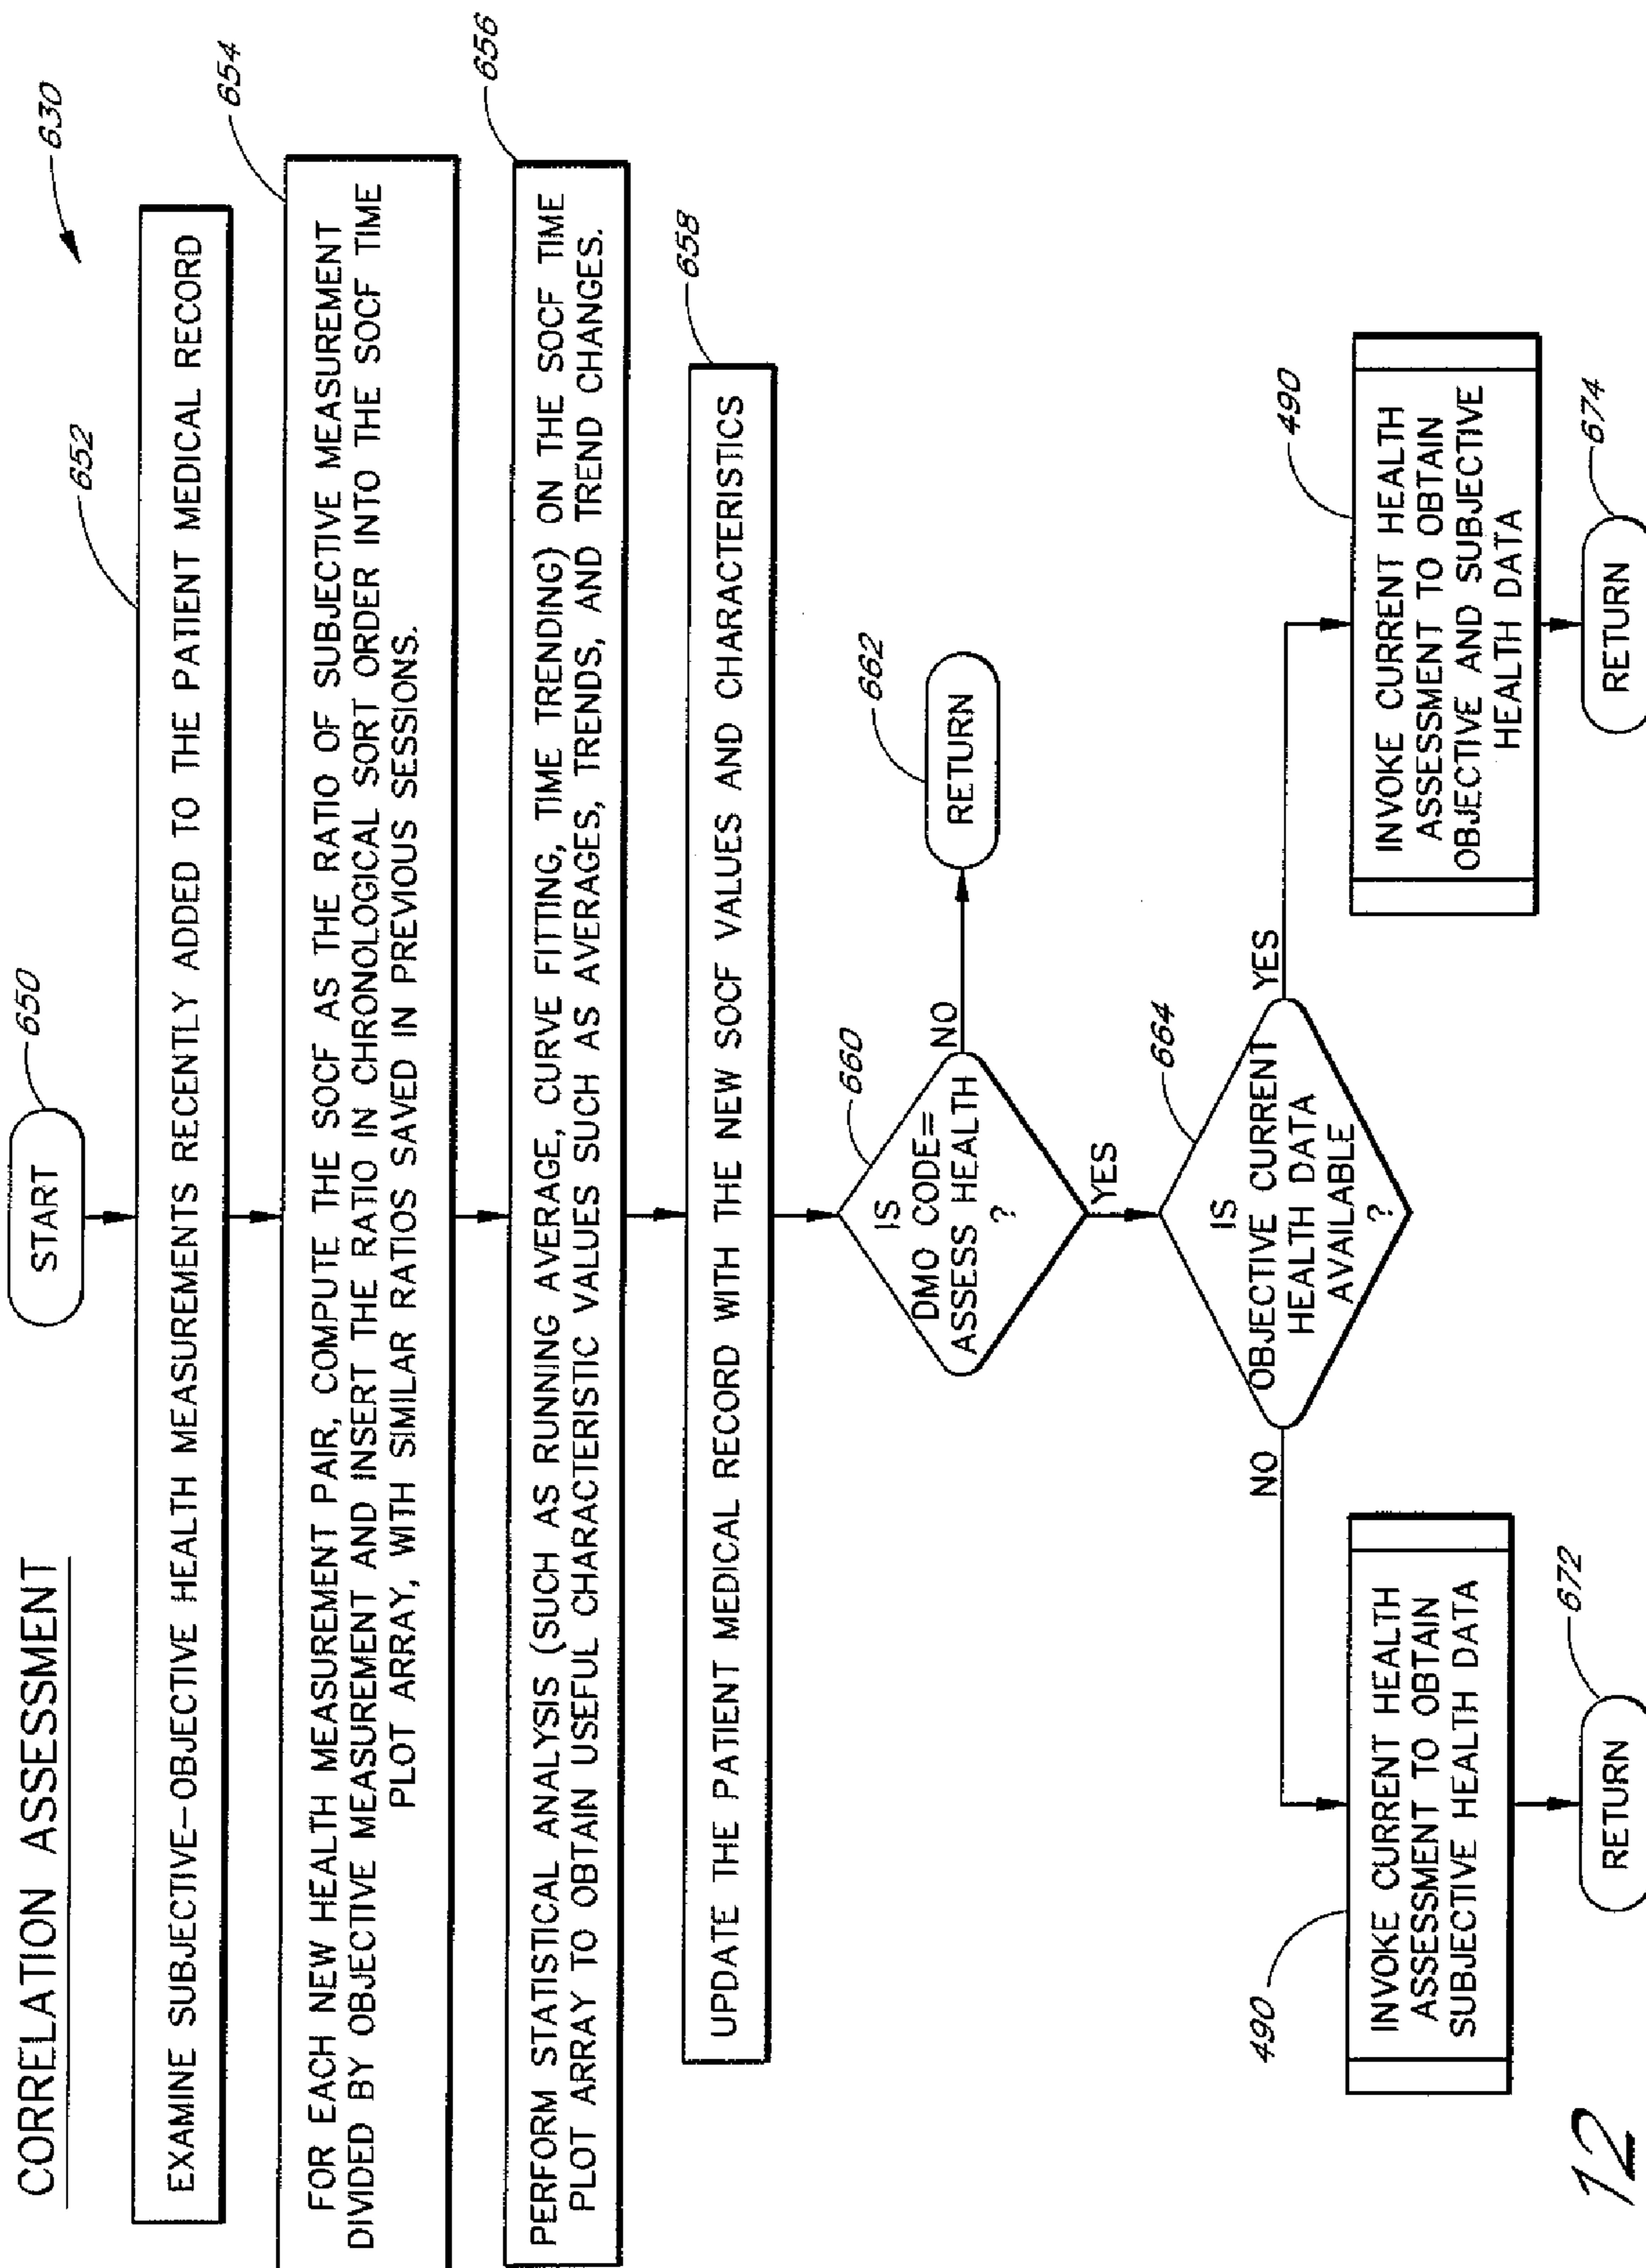 CORRELATION ASSESSMENT
630
START
650
EXAMINE SUBJECTIVE-OBJECTIVE HEALTH MEASUREMENTS RECENTLY ADDED TO THE PATIENT MEDICAL RECORD
652
FOR EACH NEW HEALTH MEASUREMENT PAIR, COMPUTE THE SOCF AS THE RATIO OF SUBJECTIVE MEASUREMENT
DIVIDED BY OBJECTIVE MEASUREMENT AND INSERT THE RATIO IN CHRONOLOGICAL SORT ORDER INTO THE SOCF TIME
PLOT ARRAY, WITH SIMILAR RATIOS SAVED IN PREVIOUS SESSIONS.
654
PERFORM STATISTICAL ANALYSIS (SUCH AS RUNNING AVERAGE, CURVE FITTING, TIME TRENDING) ON THE SOCF TIME
PLOT ARRAY TO OBTAIN USEFUL CHARACTERISTIC VALUES SUCH AS AVERAGES, TRENDS, AND TREND CHANGES.
656
UPDATE THE PATIENT MEDICAL RECORD WITH THE NEW SOCF VALUES AND CHARACTERISTICS
658
IS
DMO CODE=
ASSESS HEALTH
?
660
NO
RETURN
662
YES
IS
OBJECTIVE CURRENT
HEALTH DATA
AVAILABLE
?
664
NO
YES
490
INVOKE CURRENT HEALTH
ASSESSMENT TO OBTAIN
SUBJECTIVE HEALTH DATA
RETURN
672
490
INVOKE CURRENT HEALTH
ASSESSMENT TO OBTAIN
OBJECTIVE AND SUBJECTIVE
HEALTH DATA
RETURN
674
12